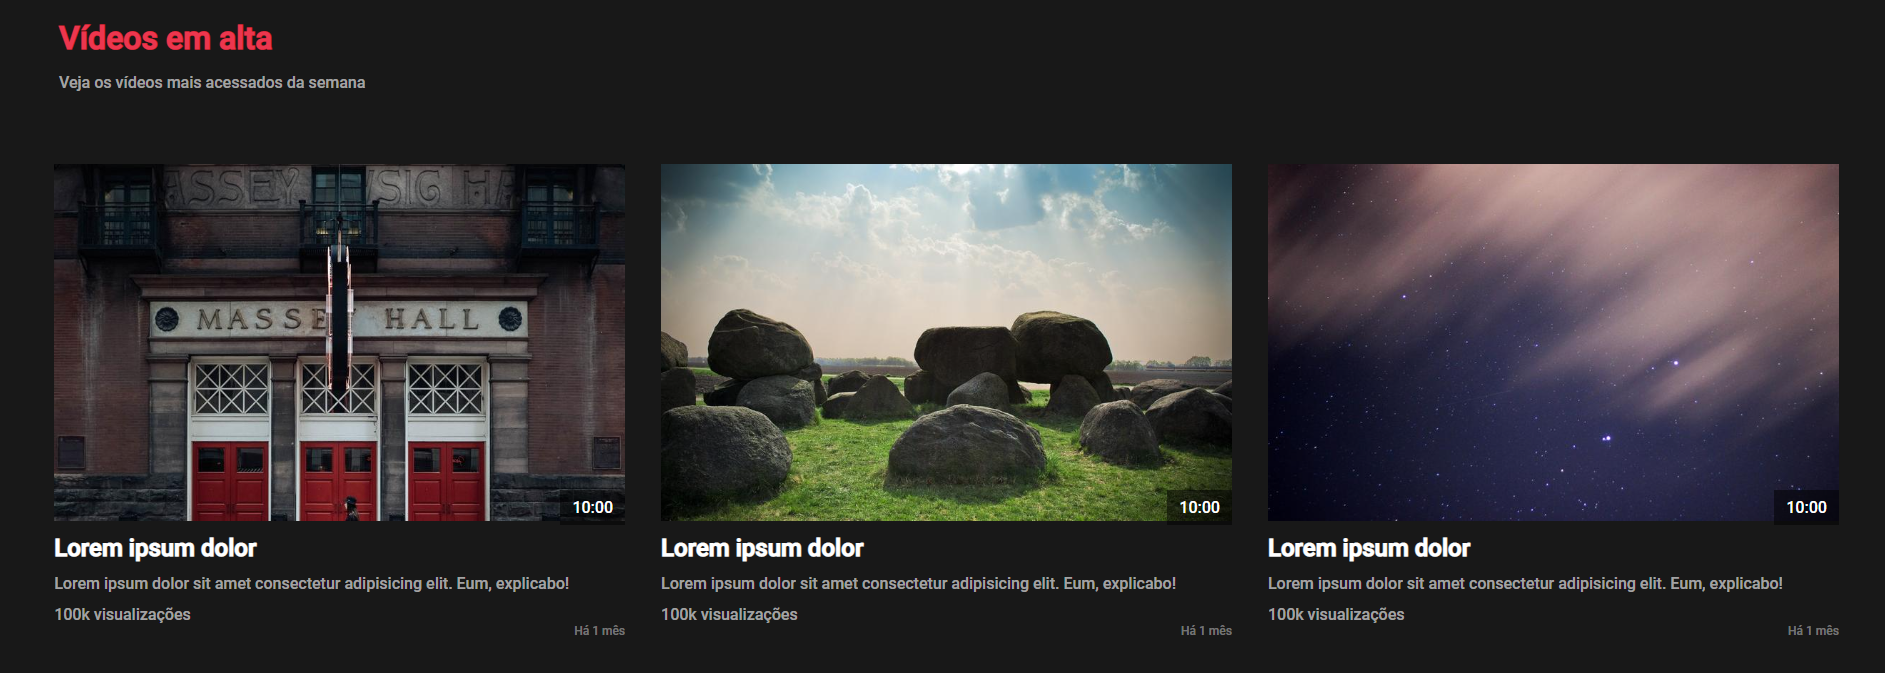 Vídeos em alta
Veja os vídeos mais acessados da semana
ASSEY USIG HA
MASSE HALL
10:00
10:00
10:00
Lorem ipsum dolor
Lorem ipsum dolor sit amet consectetur adipisicing elit. Eum, explicabo!
100k visualizações
Há 1 mês
Lorem ipsum dolor
Lorem ipsum dolor sit amet consectetur adipisicing elit. Eum, explicabo!
100k visualizações
Há 1 mês
Lorem ipsum dolor
Lorem ipsum dolor sit amet consectetur adipisicing elit. Eum, explicabo!
100k visualizações
Há 1 mês